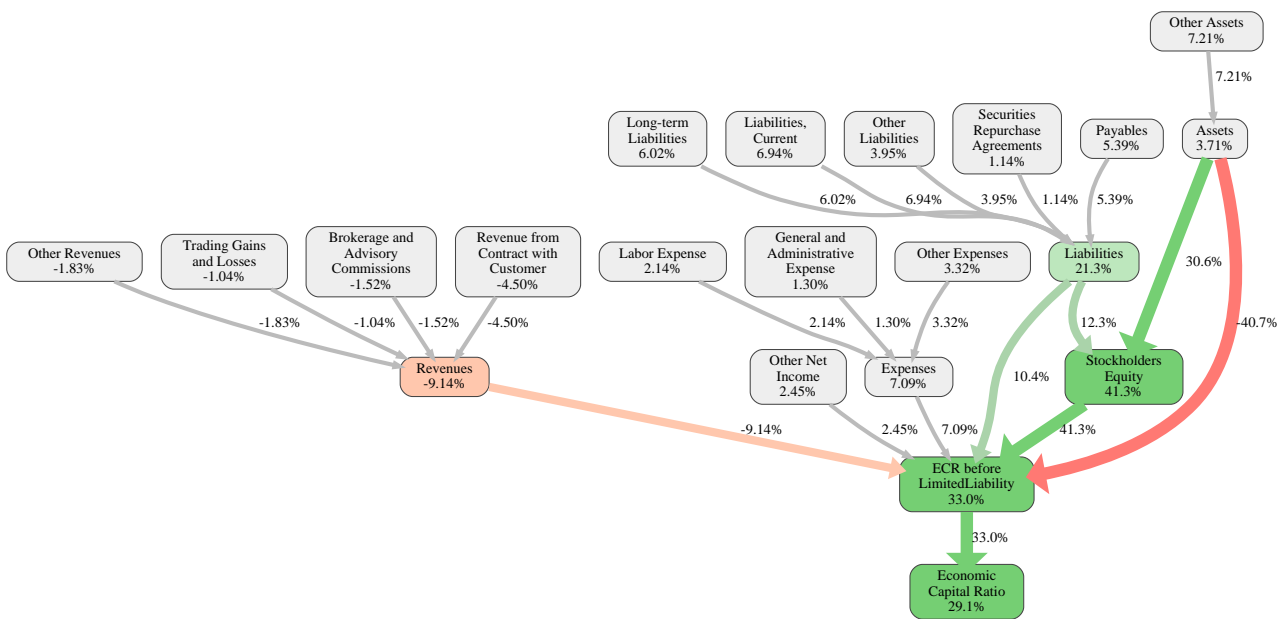 Other Assets
7.21%
7.21%
Long-term
Liabilities
6.02%
Liabilities,
Current
6.94%
Other
Liabilities
3.95%
Securities
Repurchase
Agreements
1.14%
Payables
5.39%
Assets
3.71%
6.02%
6.94%
3.95%
1.14%
5.39%
Other Revenues
-1.83%
Trading Gains
and Losses
-1.04%
Brokerage and
Advisory
Commissions
-1.52%
Revenue from
Contract with
Customer
-4.50%
Labor Expense
2.14%
General and
Administrative
Expense
1.30%
Other Expenses
3.32%
Liabilities
21.3%
30.6%
-1.83%
-1.04%
-1.52%
-4.50%
2.14%
1.30%
3.32%
12.3%
-40.7%
Revenues
-9.14%
Other Net
Income
2.45%
Expenses
7.09%
10.4%
Stockholders
Equity
41.3%
-9.14%
2.45%
7.09%
41.3%
ECR before
LimitedLiability
33.0%
33.0%
Economic
Capital Ratio
29.1%